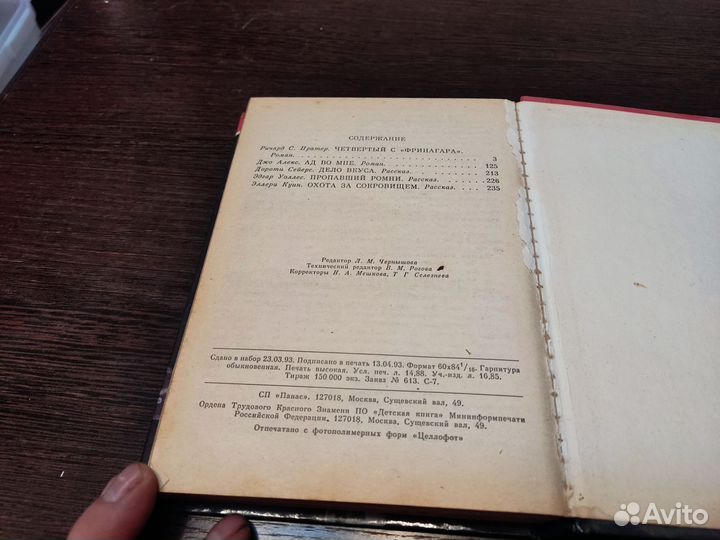 СОДЕРЖАНИЕ
Ричард С. Пратер. ЧЕТВЕРТЫЙ С «ФРИНАГАРА».
Роман. . . . . . . . . . . . . . . . . . . . 3
Джо Алекс. АД ВО МНЕ. Роман. . . . . . . . . 125
Дороти Сейерс. ДЕЛО ВКУСА. Рассказ. . . . . . 213
Эдгар Уоллес. ПРОПАВШИЙ РОМНИ. Рассказ. . . . 226
Эллери Куин. ОХОТА ЗА СОКРОВИЩЕМ. Рассказ. . . 235
Редактор Л. М. Чернышова
Технический редактор В. М. Рогова
Корректоры Н. А. Мешкова, Т Г Селезнева
Сдано в набор 23.03.93. Подписано в печать 13.04.93. Формат 60х84 1/16. Гарнитура
обыкновенная. Печать высокая. Усл. печ. л. 14,88. Уч.-изд. л. 16,85.
Тираж 150 000 экз. Заказ № 613. С-7.
СП «Панас». 127018, Москва, Сущевский вал, 49.
Ордена Трудового Красного Знамени ПО «Детская книга» Мининформпечати
Российской Федерации. 127018, Москва, Сущевский вал, 49.
Отпечатано с фотополимерных форм «Целлофот»
Avito